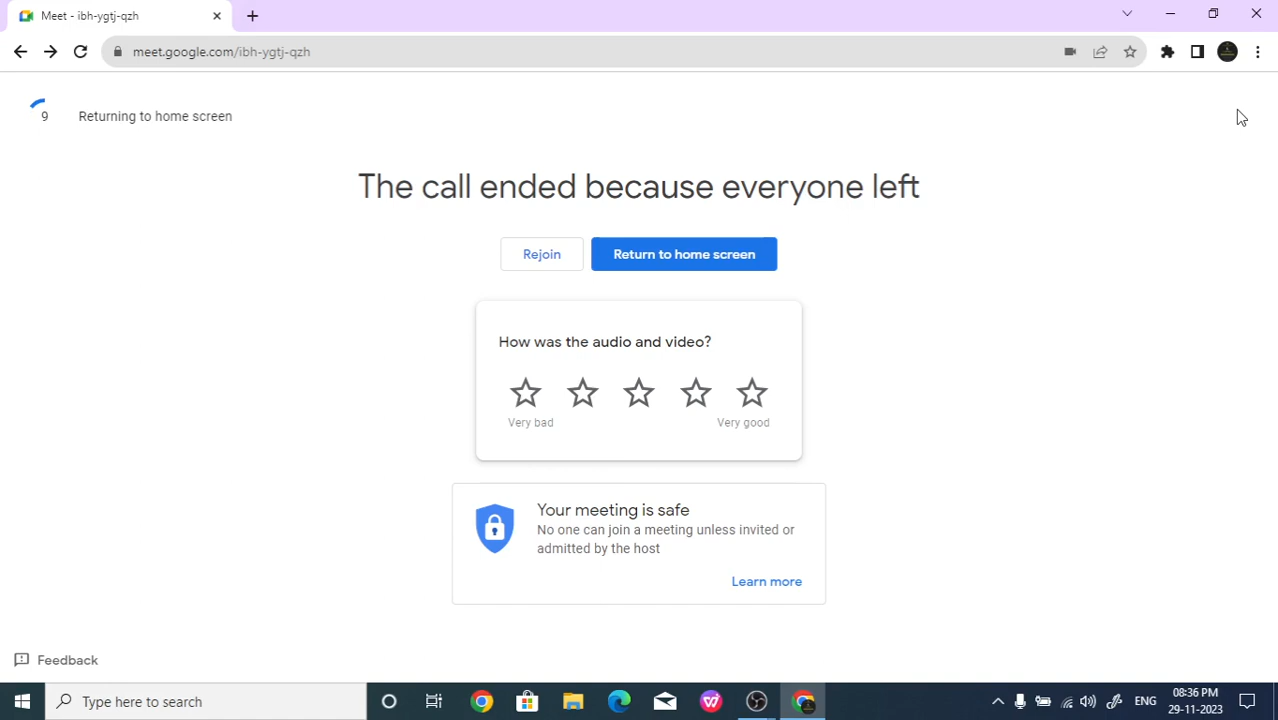 Meet - ibh-ygtj-qzh
meet.google.com/ibh-ygtj-qzh
9 Returning to home screen
The call ended because everyone left
Rejoin Return to home screen
How was the audio and video?
Very bad Very good
Your meeting is safe
No one can join a meeting unless invited or
admitted by the host
Learn more
Feedback
Type here to search
ENG
08:36 PM
29-11-2023